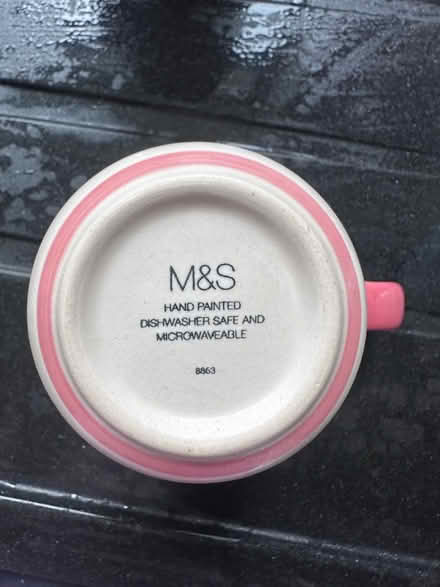 M&S
HAND PAINTED
DISHWASHER SAFE AND
MICROWAVEABLE
8863